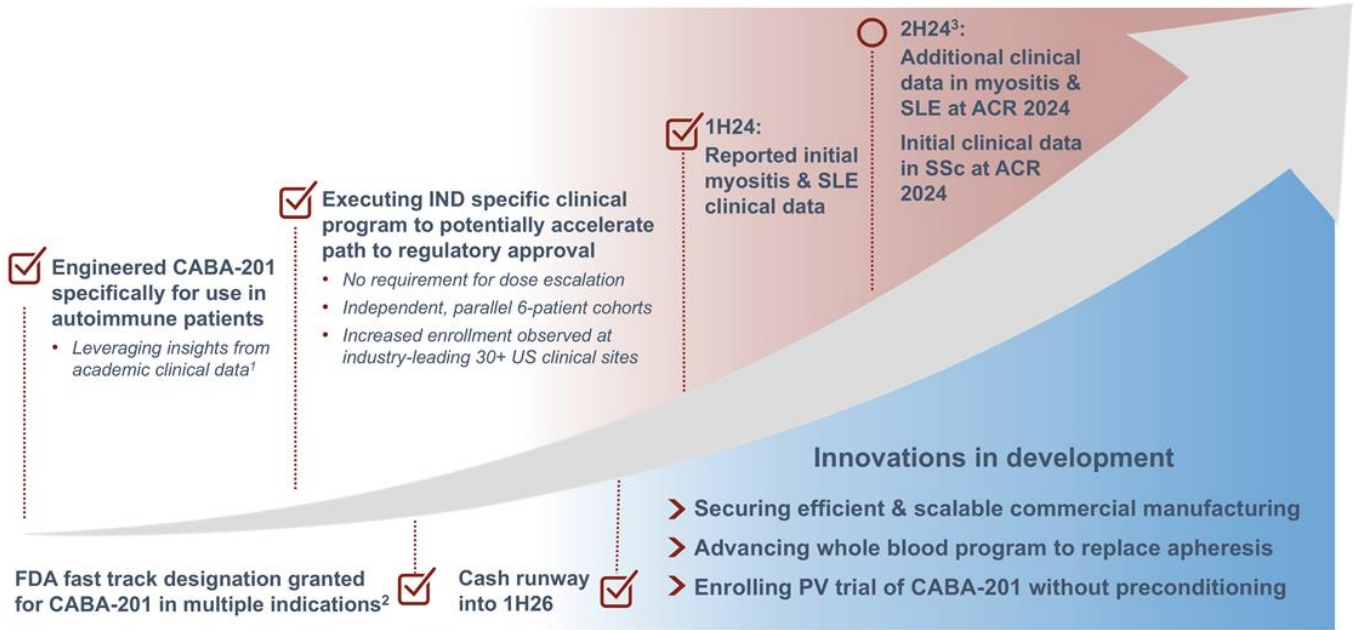 Engineered CABA-201
specifically for use in
autoimmune patients
• Leveraging insights from
academic clinical data¹
Executing IND specific clinical
program to potentially accelerate
path to regulatory approval
• No requirement for dose escalation
• Independent, parallel 6-patient cohorts
• Increased enrollment observed at
industry-leading 30+ US clinical sites
1H24:
Reported initial
myositis & SLE
clinical data
2H24³:
Additional clinical
data in myositis &
SLE at ACR 2024
Initial clinical data
in SSc at ACR
2024
FDA fast track designation granted
for CABA-201 in multiple indications²
Cash runway
into 1H26
Innovations in development
Securing efficient & scalable commercial manufacturing
Advancing whole blood program to replace apheresis
Enrolling PV trial of CABA-201 without preconditioning